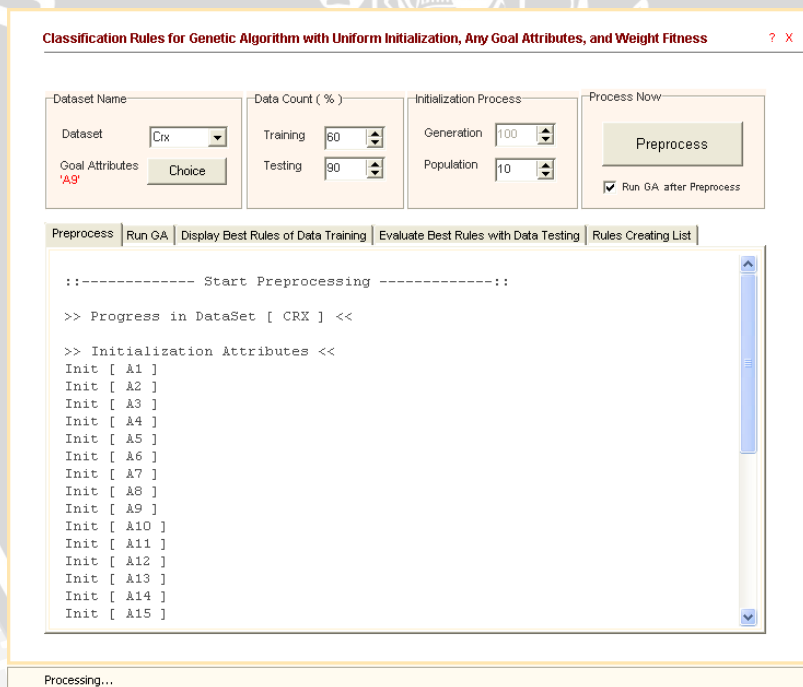 Classification Rules for Genetic Algorithm with Uniform Initialization, Any Goal Attributes, and Weight Fitness ? X
Dataset Name
Dataset Crx
Goal Attributes
'A9'
Choice
Data Count ( % )
Training 60
Testing 90
Initialization Process
Generation 100
Population 10
Process Now
Preprocess
Run GA after Preprocess
Preprocess Run GA Display Best Rules of Data Training Evaluate Best Rules with Data Testing Rules Creating List
::------------- Start Preprocessing -------------::
>> Progress in DataSet [ CRX ] <<
>> Initialization Attributes <<
Init [ A1 ]
Init [ A2 ]
Init [ A3 ]
Init [ A4 ]
Init [ A5 ]
Init [ A6 ]
Init [ A7 ]
Init [ A8 ]
Init [ A9 ]
Init [ A10 ]
Init [ A11 ]
Init [ A12 ]
Init [ A13 ]
Init [ A14 ]
Init [ A15 ]
Processing...